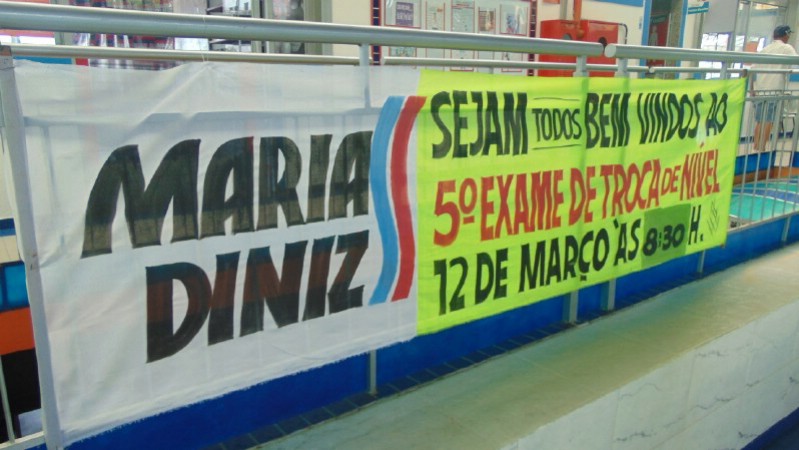 MARIA
DINIZ
SEJAM TODOS BEM VINDOS AO
5º EXAME DE TROCA DE NÍVEL
12 DE MARÇO ÀS 8:30 H.